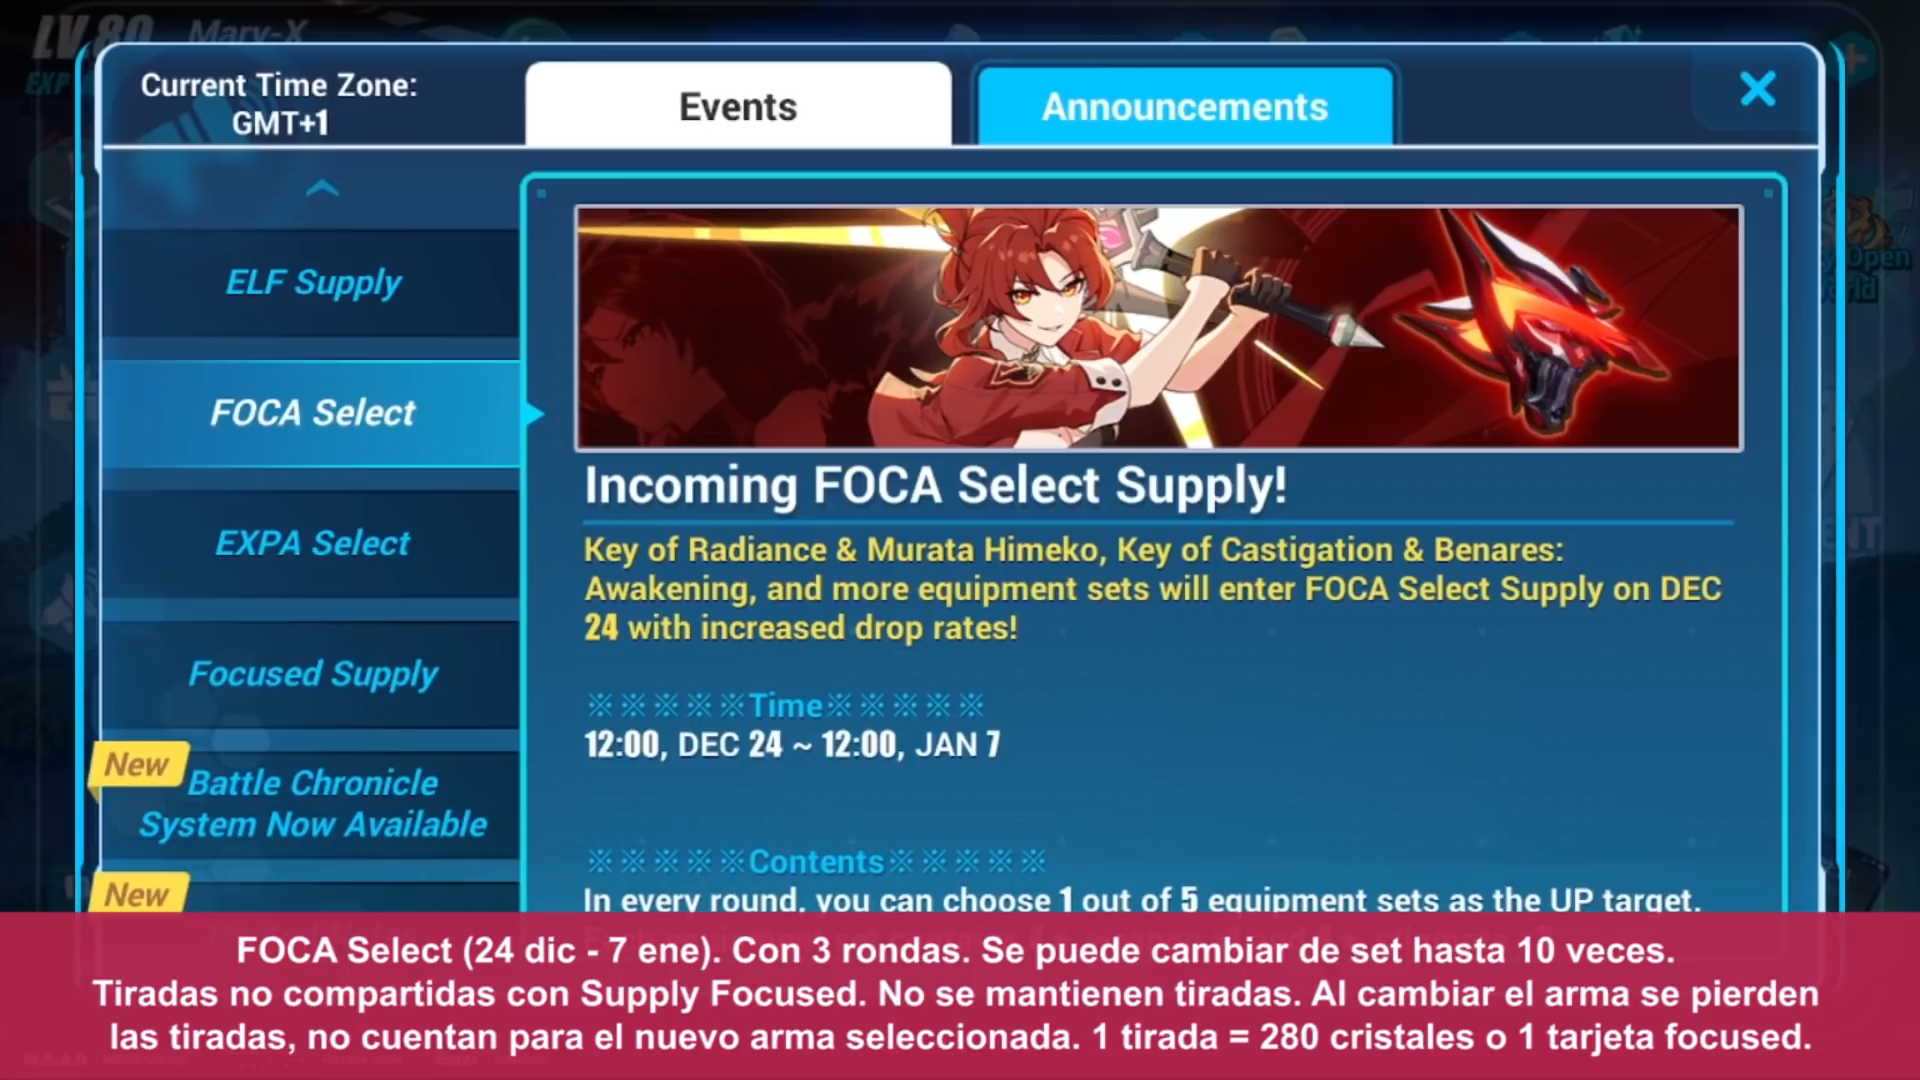 LV.80 Mary-X
EXP
Current Time Zone:
GMT+1
Events
Announcements
ELF Supply
FOCA Select
EXPA Select
Focused Supply
New
Battle Chronicle
System Now Available
New
Incoming FOCA Select Supply!
Key of Radiance & Murata Himeko, Key of Castigation & Benares:
Awakening, and more equipment sets will enter FOCA Select Supply on DEC
24 with increased drop rates!
※※※※※Time※※※※※
12:00, DEC 24 ~ 12:00, JAN 7
※※※※※Contents※※※※※
In every round, you can choose 1 out of 5 equipment sets as the UP target.
Open
FOCA Select (24 dic - 7 ene). Con 3 rondas. Se puede cambiar de set hasta 10 veces.
Tiradas no compartidas con Supply Focused. No se mantienen tiradas. Al cambiar el arma se pierden
las tiradas, no cuentan para el nuevo arma seleccionada. 1 tirada = 280 cristales o 1 tarjeta focused.